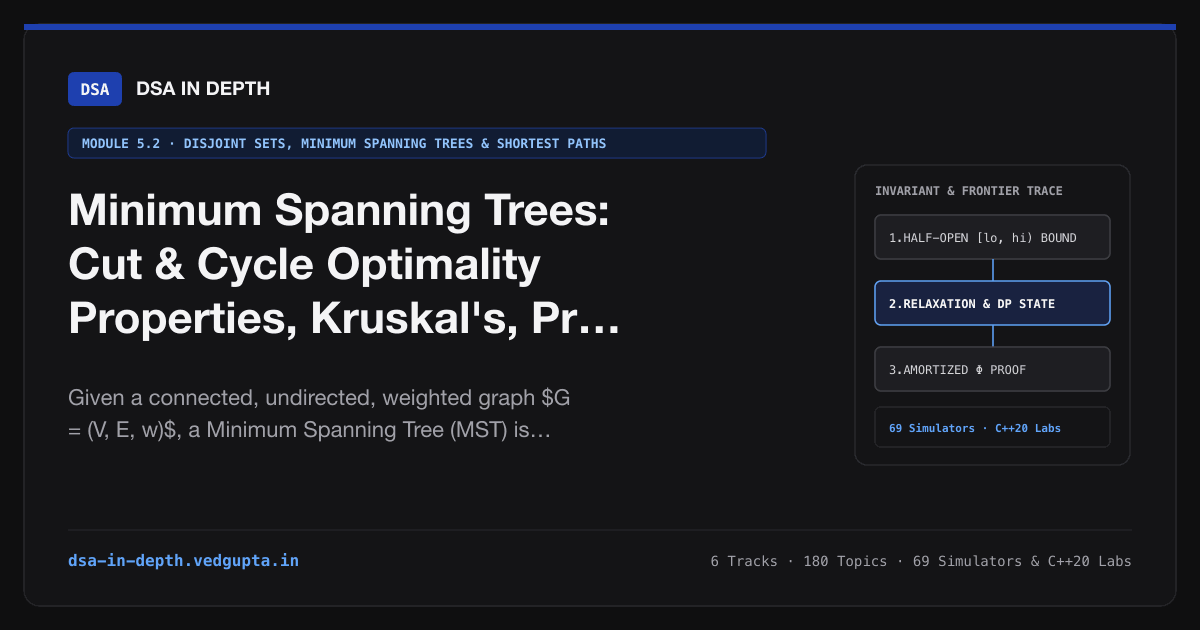 DSA
DSA IN DEPTH
MODULE 5.2 · DISJOINT SETS, MINIMUM SPANNING TREES & SHORTEST PATHS
Minimum Spanning Trees:
Cut & Cycle Optimality
Properties, Kruskal's, Pr...
Given a connected, undirected, weighted graph $G
= (V, E, w)$, a Minimum Spanning Tree (MST) is...
INVARIANT & FRONTIER TRACE
1.HALF-OPEN [lo, hi) BOUND
2.RELAXATION & DP STATE
3.AMORTIZED Φ PROOF
69 Simulators · C++20 Labs
dsa-in-depth.vedgupta.in
6 Tracks · 180 Topics · 69 Simulators & C++20 Labs